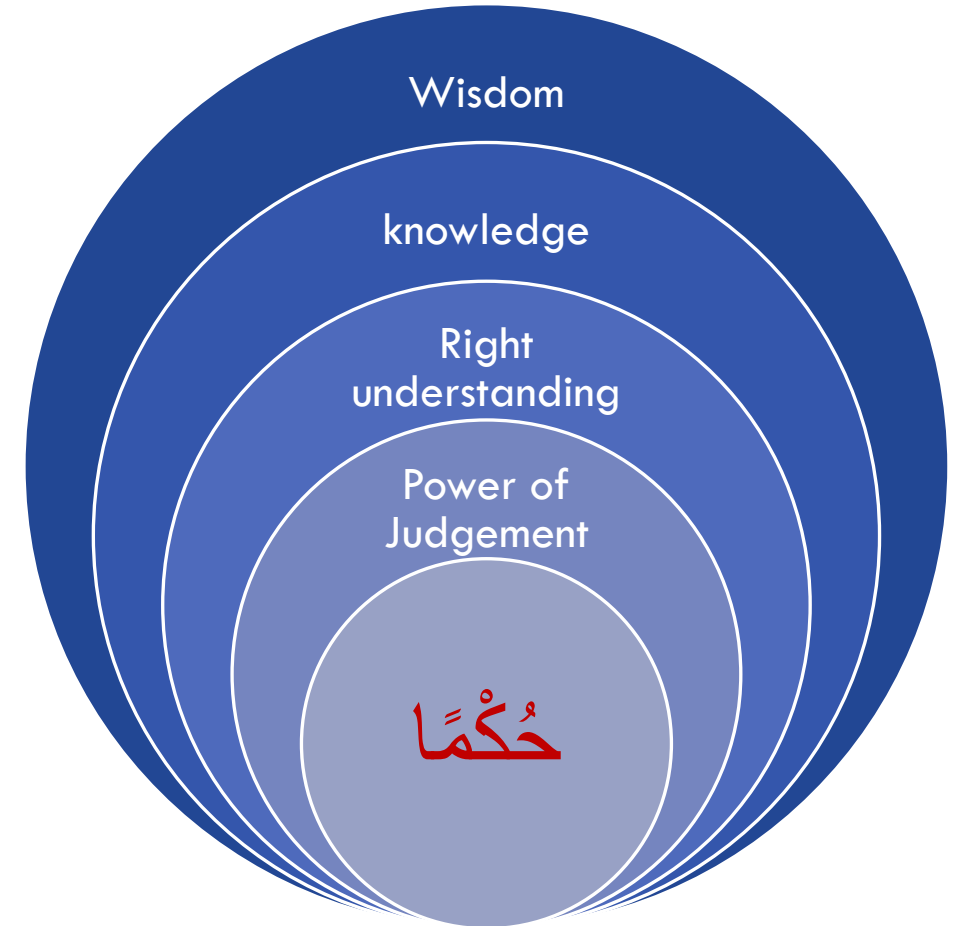 Wisdom
knowledge
Right
understanding
Power of
Judgement
حُكْمًا